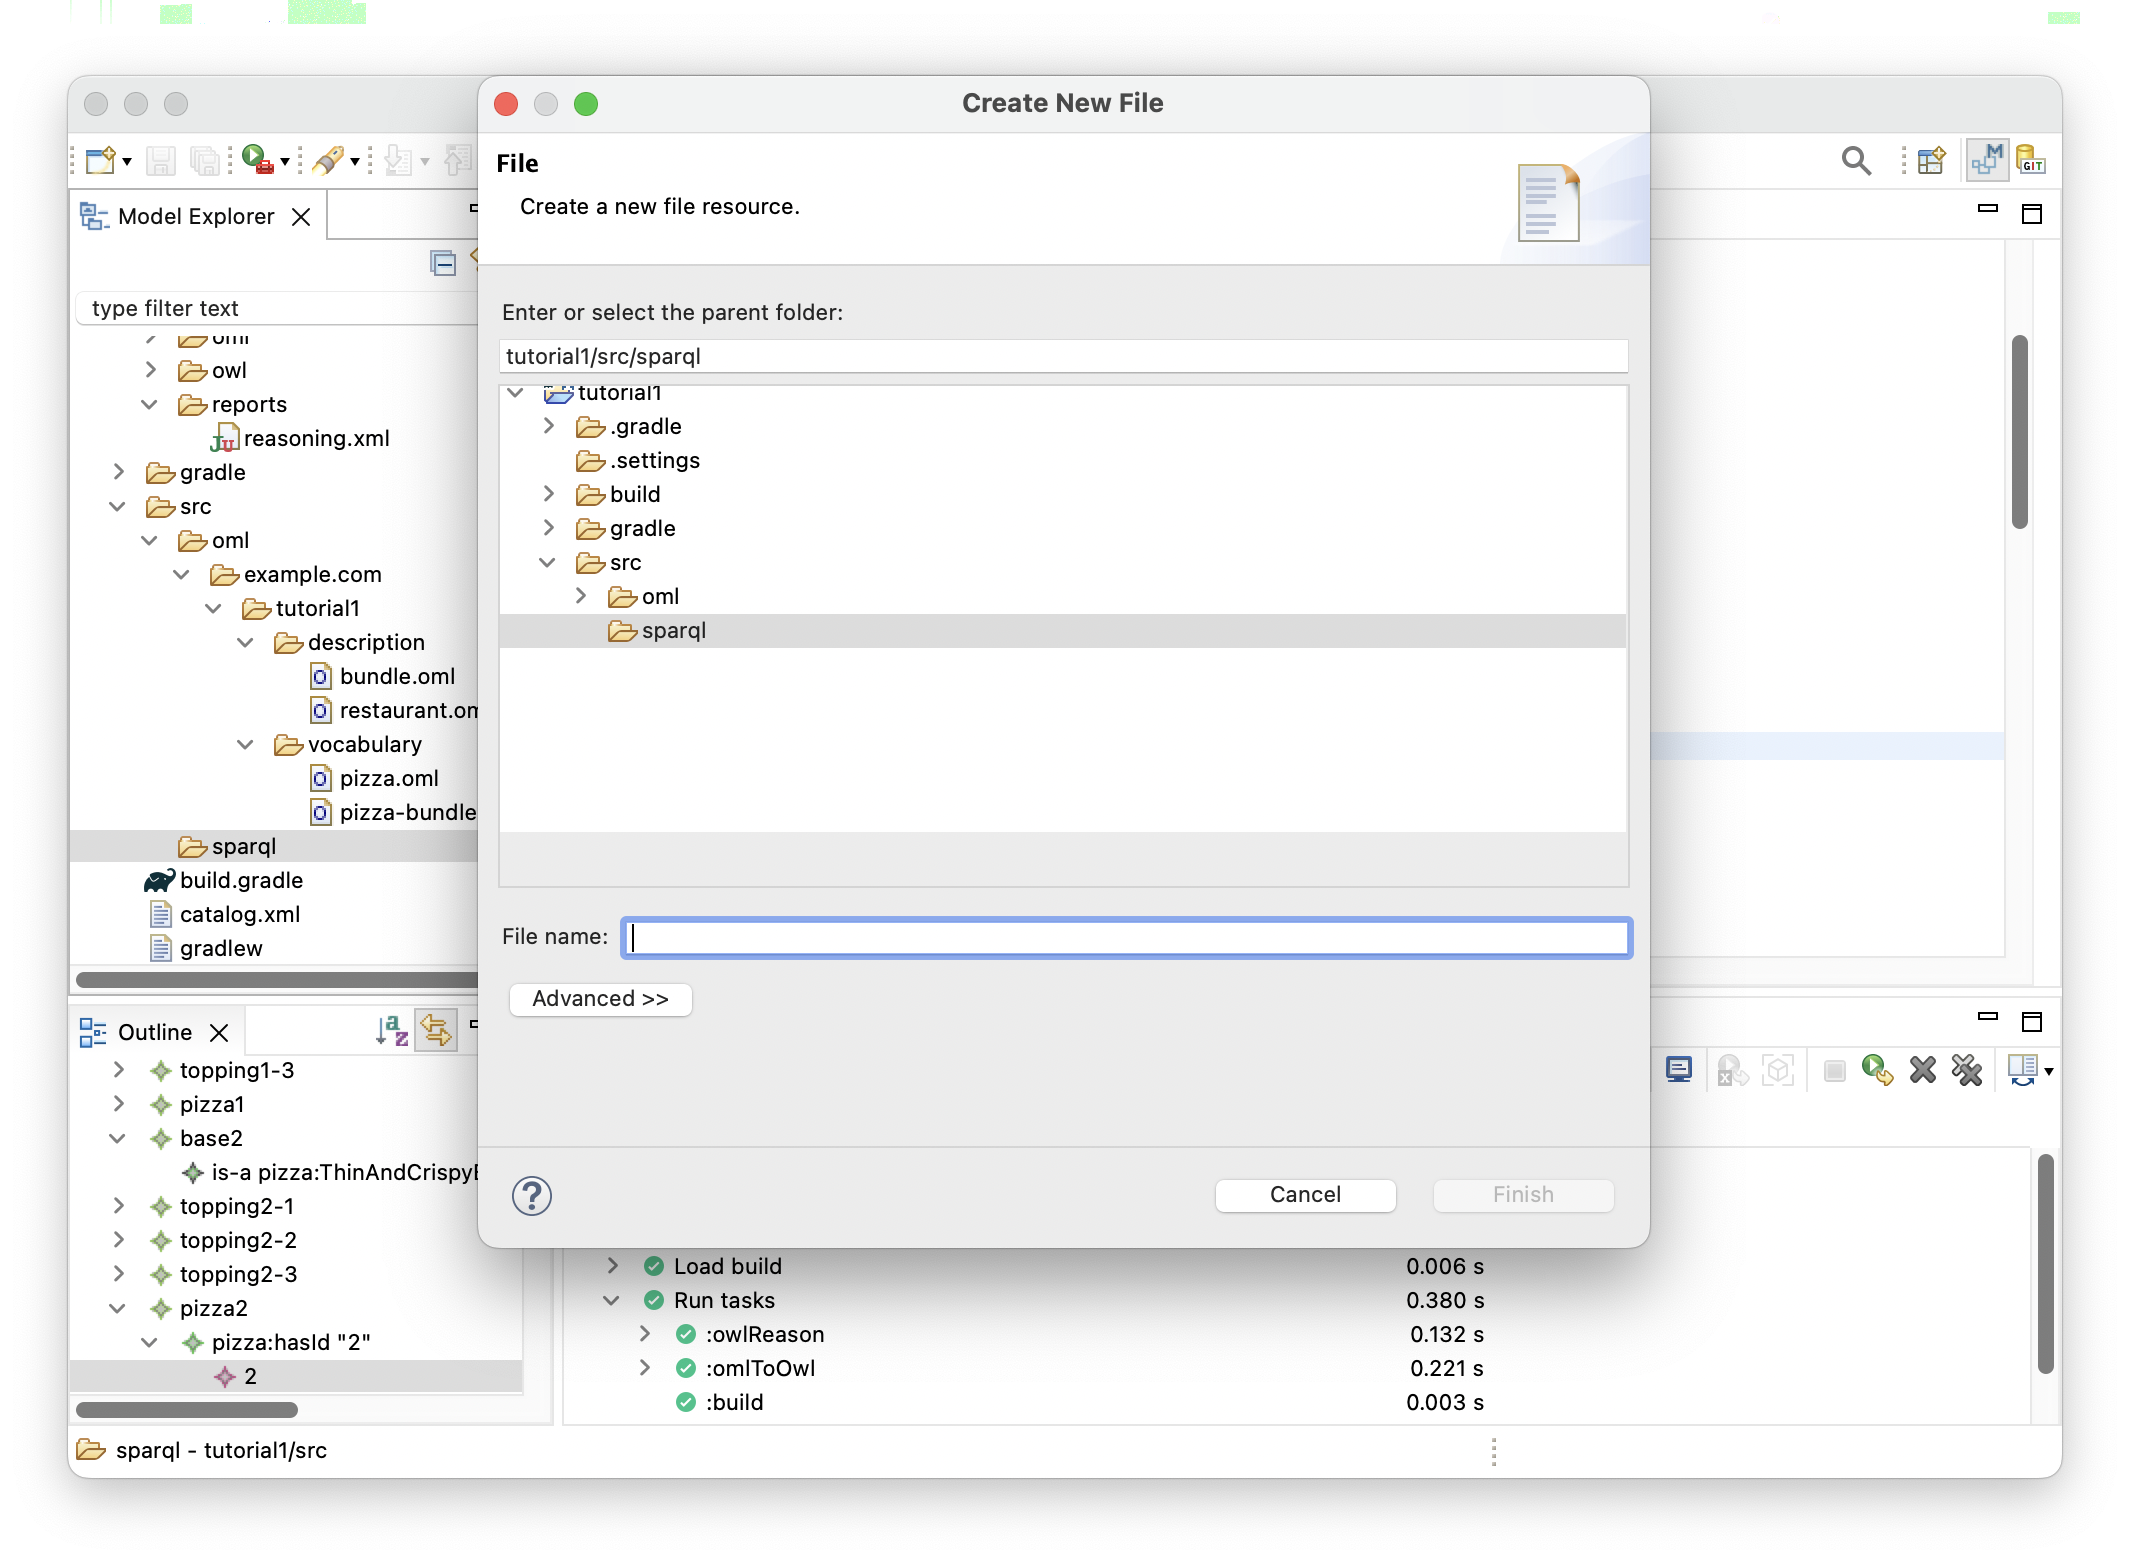 Create New File
File
Create a new file resource.
Enter or select the parent folder:
tutorial1/src/sparql
tutorial1
.gradle
.settings
build
gradle
src
oml
sparql
File name:
Advanced >>
Cancel
Finish
Model Explorer
type filter text
oml
owl
reports
reasoning.xml
gradle
src
oml
example.com
tutorial1
description
bundle.oml
restaurant.om
vocabulary
pizza.oml
pizza-bundle
sparql
build.gradle
catalog.xml
gradlew
Outline
topping1-3
pizza1
base2
is-a pizza:ThinAndCrispy
topping2-1
topping2-2
topping2-3
pizza2
pizza:hasId "2"
2
Load build 0.006 s
Run tasks 0.380 s
:owlReason 0.132 s
:omlToOwl 0.221 s
:build 0.003 s
sparql - tutorial1/src
GIT